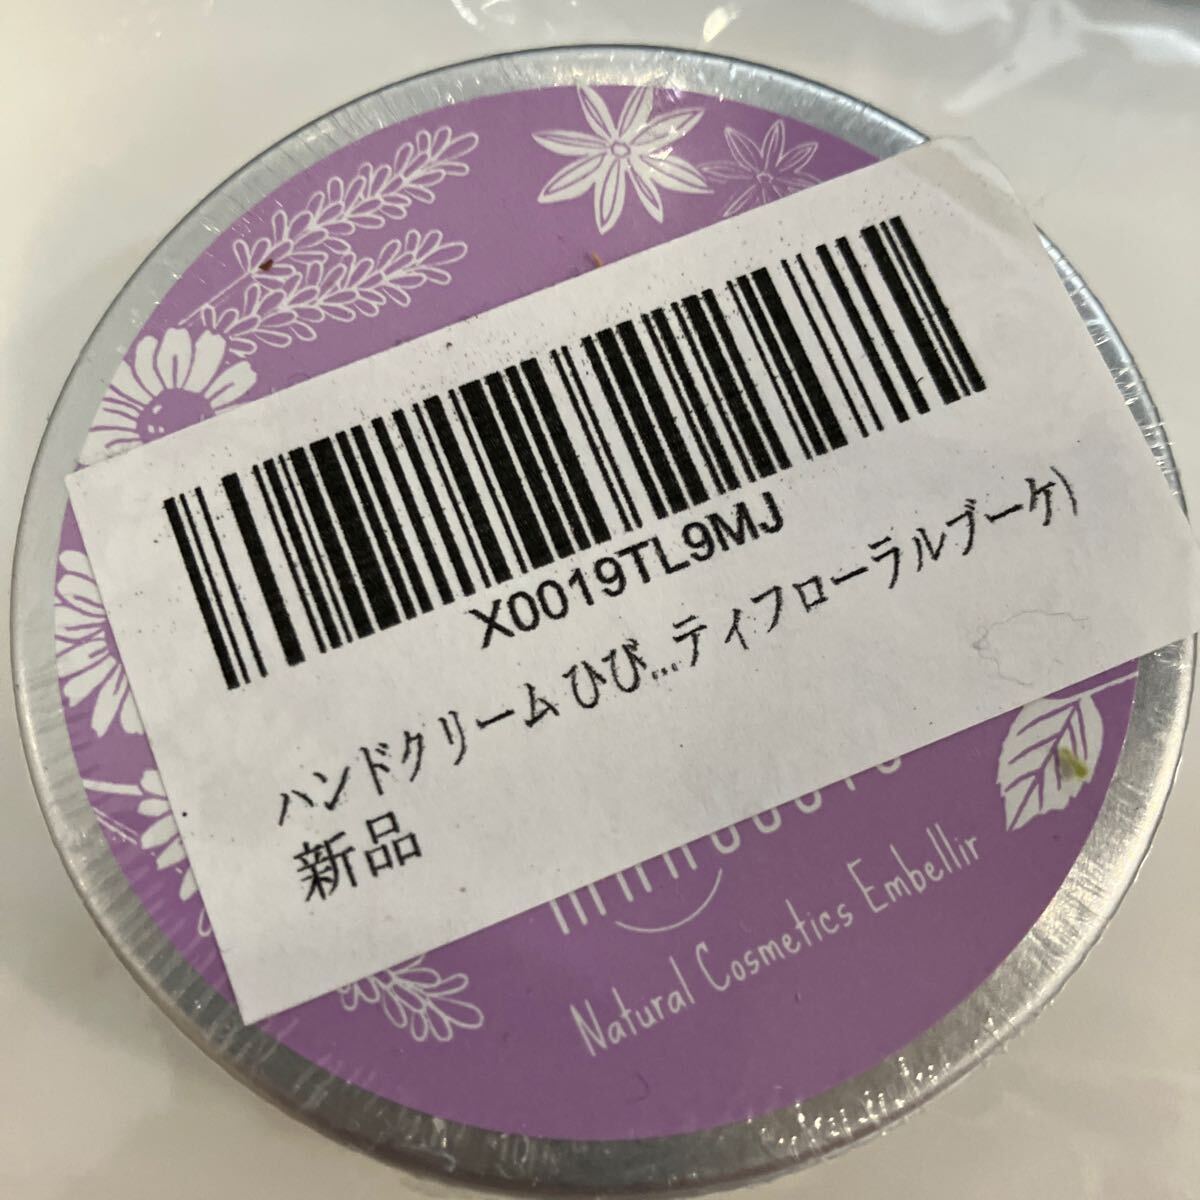 X0019TL9MJ
ハンドクリーム ひび...ティフローラルブーケ)
新品
Natural Cosmetics Embellir